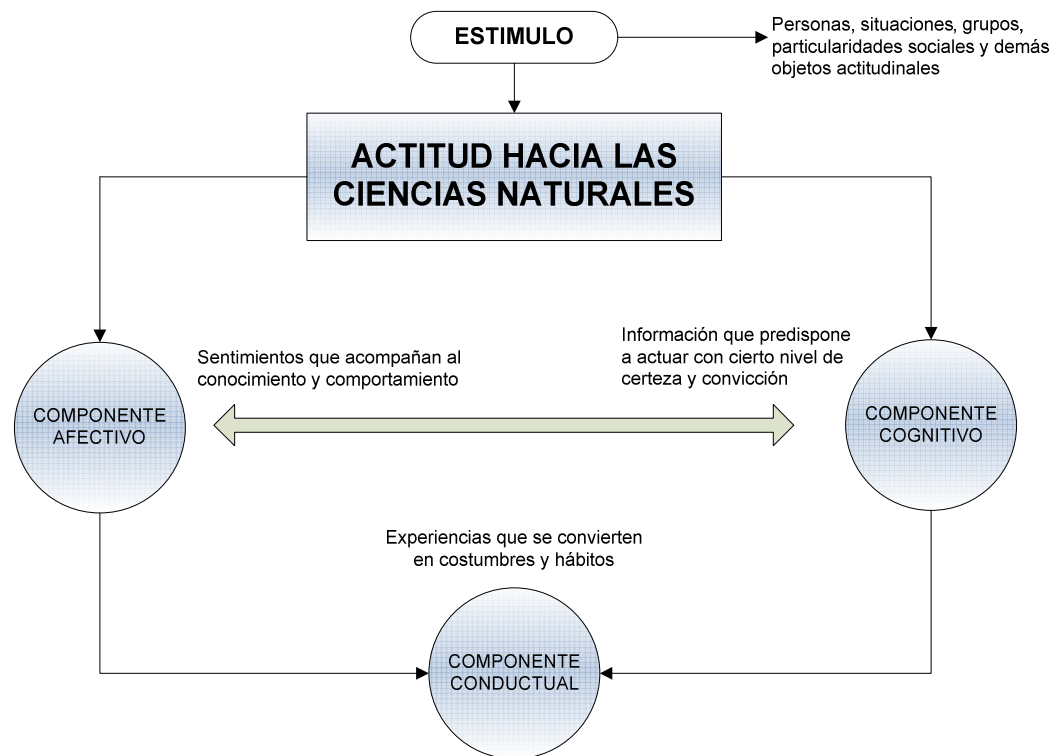 ESTIMULO
Personas, situaciones, grupos,
particularidades sociales y demás
objetos actitudinales
ACTITUD HACIA LAS
CIENCIAS NATURALES
Sentimientos que acompañan al
conocimiento y comportamiento
Información que predispone
a actuar con cierto nivel de
certeza y convicción
COMPONENTE
AFECTIVO
COMPONENTE
COGNITIVO
Experiencias que se convierten
en costumbres y hábitos
COMPONENTE
CONDUCTUAL